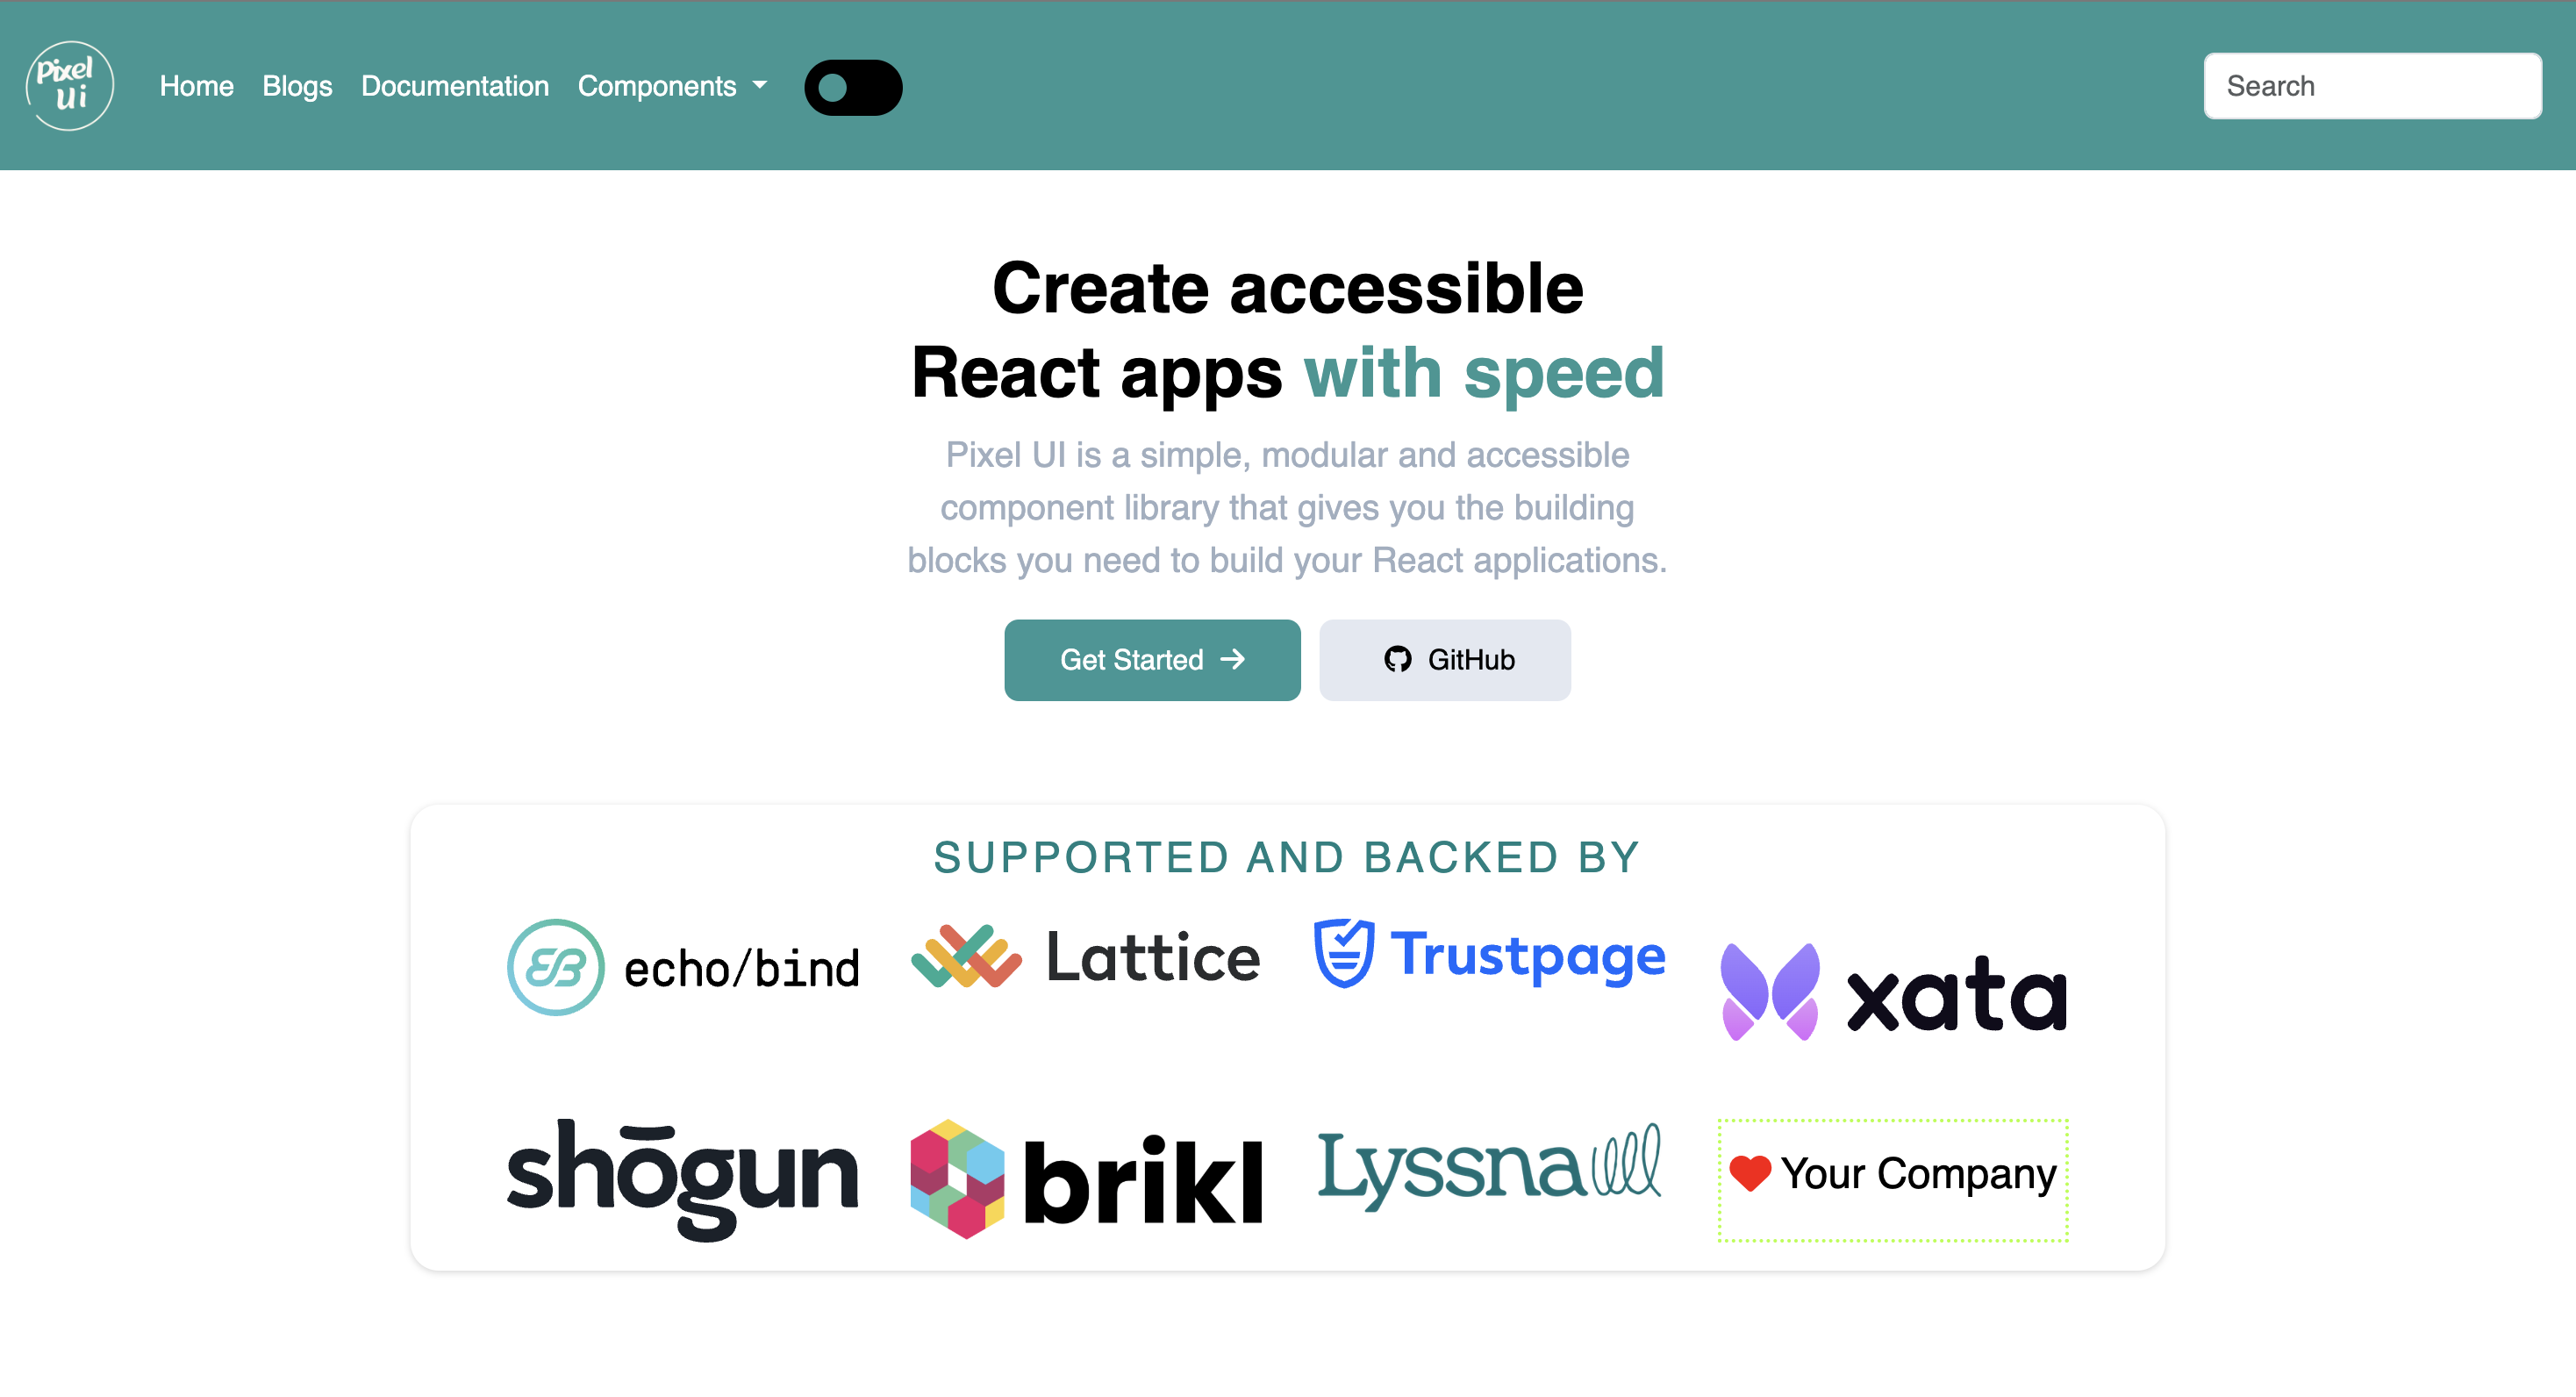 Pixel
Ui
Home Blogs Documentation Components
Search
Create accessible
React apps with speed
Pixel UI is a simple, modular and accessible
component library that gives you the building
blocks you need to build your React applications.
Get Started GitHub
SUPPORTED AND BACKED BY
echo/bind Lattice Trustpage xata
shōgun brikl Lyssna Your Company